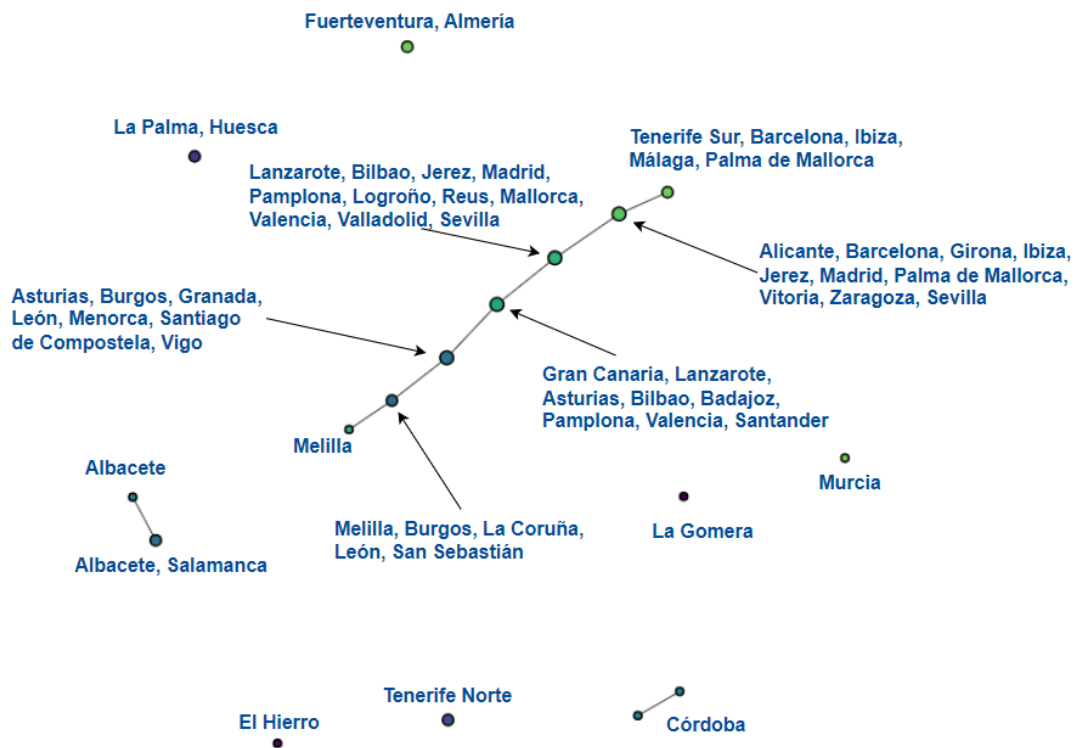 Fuerteventura, Almería
La Palma, Huesca
Tenerife Sur, Barcelona, Ibiza,
Málaga, Palma de Mallorca
Lanzarote, Bilbao, Jerez, Madrid,
Pamplona, Logroño, Reus, Mallorca,
Valencia, Valladolid, Sevilla
Alicante, Barcelona, Girona, Ibiza,
Jerez, Madrid, Palma de Mallorca,
Vitoria, Zaragoza, Sevilla
Asturias, Burgos, Granada,
León, Menorca, Santiago
de Compostela, Vigo
Gran Canaria, Lanzarote,
Asturias, Bilbao, Badajoz,
Pamplona, Valencia, Santander
Melilla
Albacete
Murcia
Melilla, Burgos, La Coruña,
León, San Sebastián
La Gomera
Albacete, Salamanca
Tenerife Norte
El Hierro
Córdoba